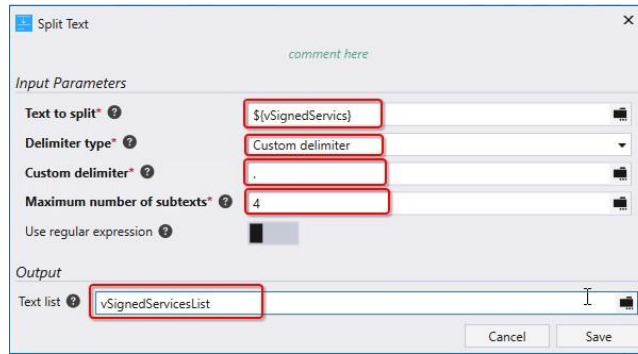 Split Text
comment here
Input Parameters
Text to split*
${vSignedServics}
Delimiter type*
Custom delimiter
Custom delimiter*
.
Maximum number of subtexts*
4
Use regular expression
Output
Text list
vSignedServicesList
Cancel Save